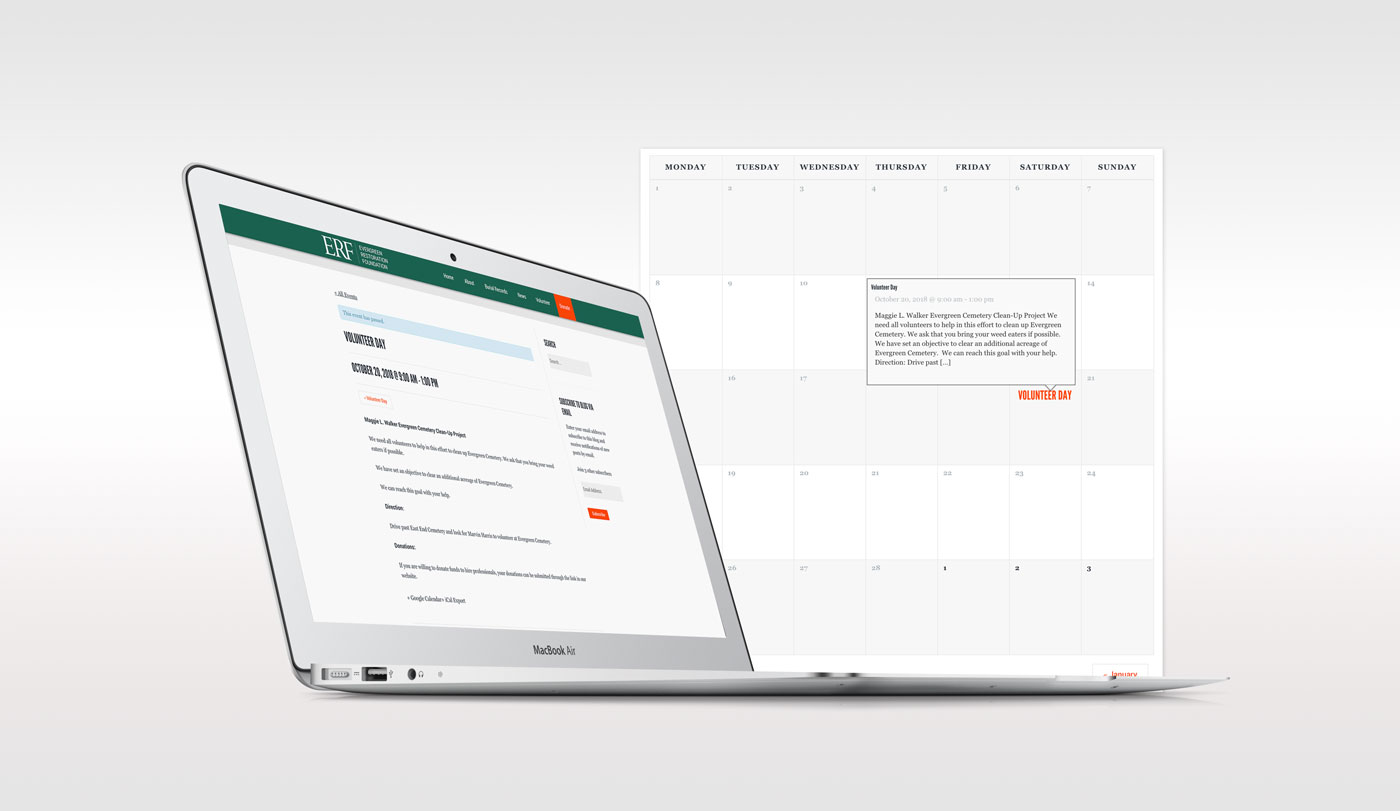 ERF
EVERGREEN
RESTORATION
FOUNDATION
Home About Burial Records News Volunteer Donate
« All Events
This event has passed.
VOLUNTEER DAY
OCTOBER 20, 2018 @ 9:00 AM - 1:00 PM
« Volunteer Day
Maggie L. Walker Evergreen Cemetery Clean-Up Project
We need all volunteers to help in this effort to clean up Evergreen Cemetery. We ask that you bring your weed
eaters if possible.
We have set an objective to clear an additional acreage of Evergreen Cemetery.
We can reach this goal with your help.
Direction:
Drive past East End Cemetery and look for Marvin Harris to volunteer at Evergreen Cemetery.
Donations:
If you are willing to donate funds to hire professionals, your donations can be submitted through the link in our
website.
+ Google Calendar+ iCal Export
SEARCH
Search...
SUBSCRIBE TO BLOG VIA
EMAIL
Enter your email address to
subscribe to this blog and
receive notifications of new
posts by email.
Join 5 other subscribers
Email Address
Subscribe
MacBook Air
MONDAY TUESDAY WEDNESDAY THURSDAY FRIDAY SATURDAY SUNDAY
1 2 3 4 5 6 7
8 9 10 14
Volunteer Day
October 20, 2018 @ 9:00 am - 1:00 pm
Maggie L. Walker Evergreen Cemetery Clean-Up Project We
need all volunteers to help in this effort to clean up Evergreen
Cemetery. We ask that you bring your weed eaters if possible.
We have set an objective to clear an additional acreage of
Evergreen Cemetery. We can reach this goal with your help.
Direction: Drive past [...]
16 17 21
VOLUNTEER DAY
19 20 21 22 23 24
26 27 28 1 2 3
« January